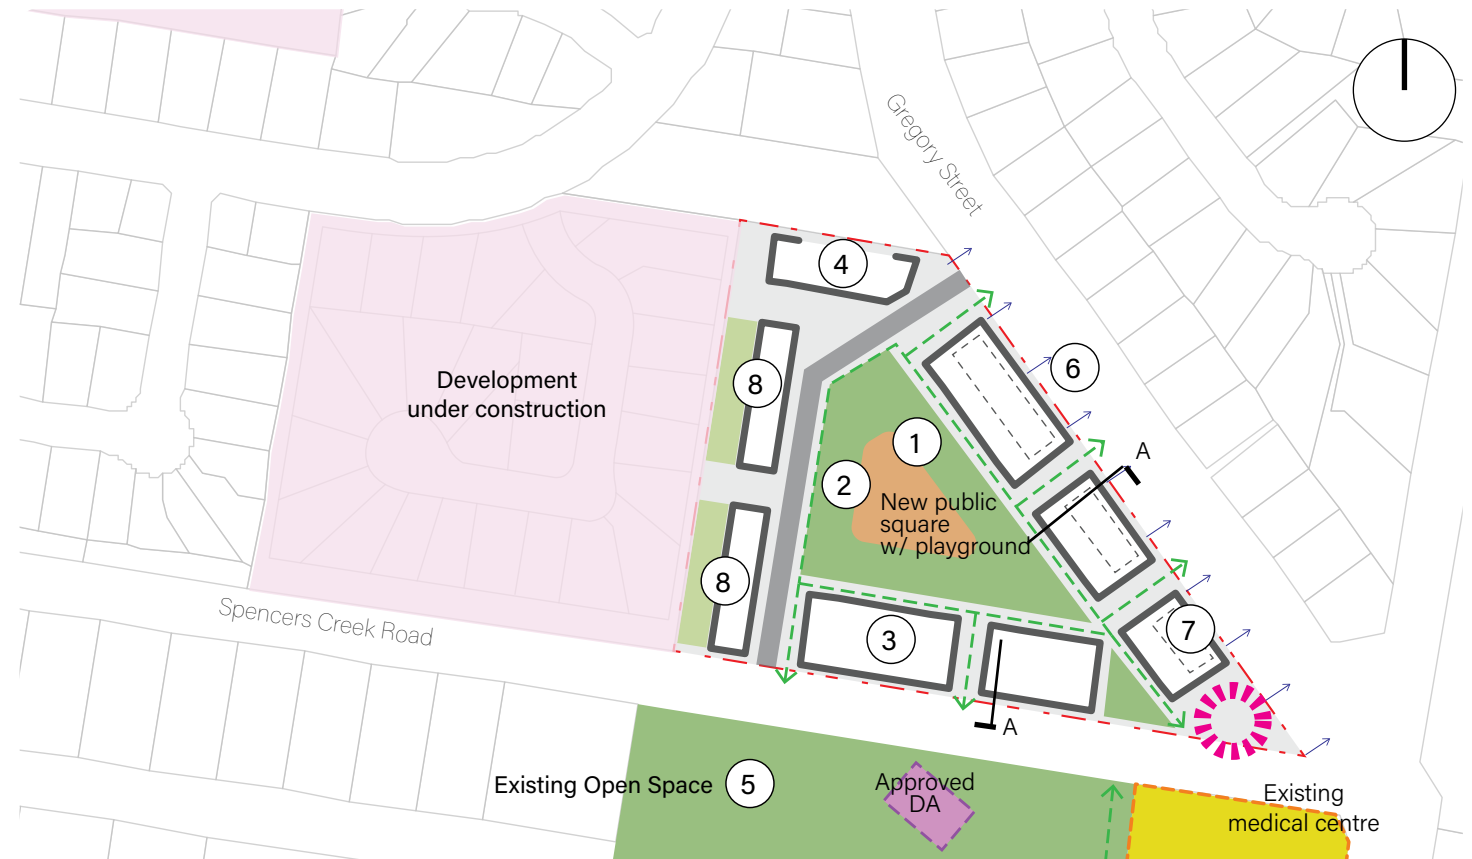 Gregory Street
4
6
8
Development
under construction
1
A
2
New public
square
w/ playground
8
Spencers Creek Road
3
7
A
Existing Open Space
5
Approved
DA
Existing
medical centre